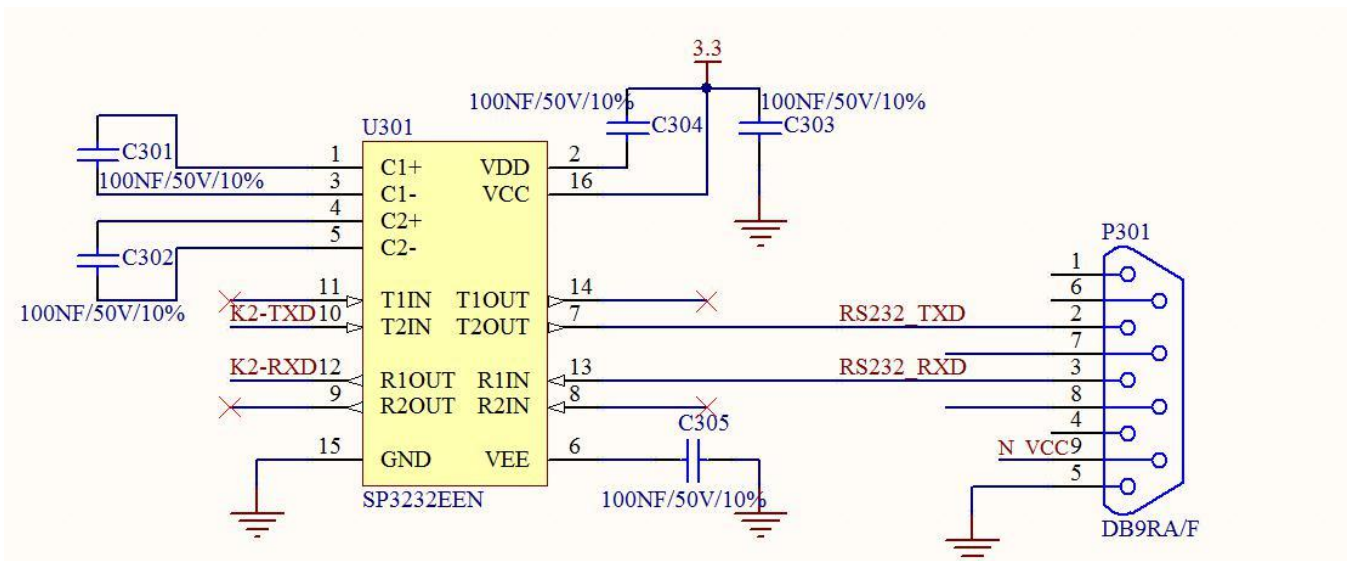 3.3
100NF/50V/10%
100NF/50V/10%
C304
C303
U301
C301
100NF/50V/10%
C302
100NF/50V/10%
1 C1+ VDD 2
3 C1- VCC 16
4 C2+
5 C2-
11 T1IN T1OUT 14
K2-TXD 10 T2IN T2OUT 7 RS232_TXD
K2-RXD 12 R1OUT R1IN 13 RS232_RXD
9 R2OUT R2IN 8
15 GND VEE 6
SP3232EEN
C305
100NF/50V/10%
P301
1
6
2
7
3
8
4
N_VCC 9
5
DB9RA/F